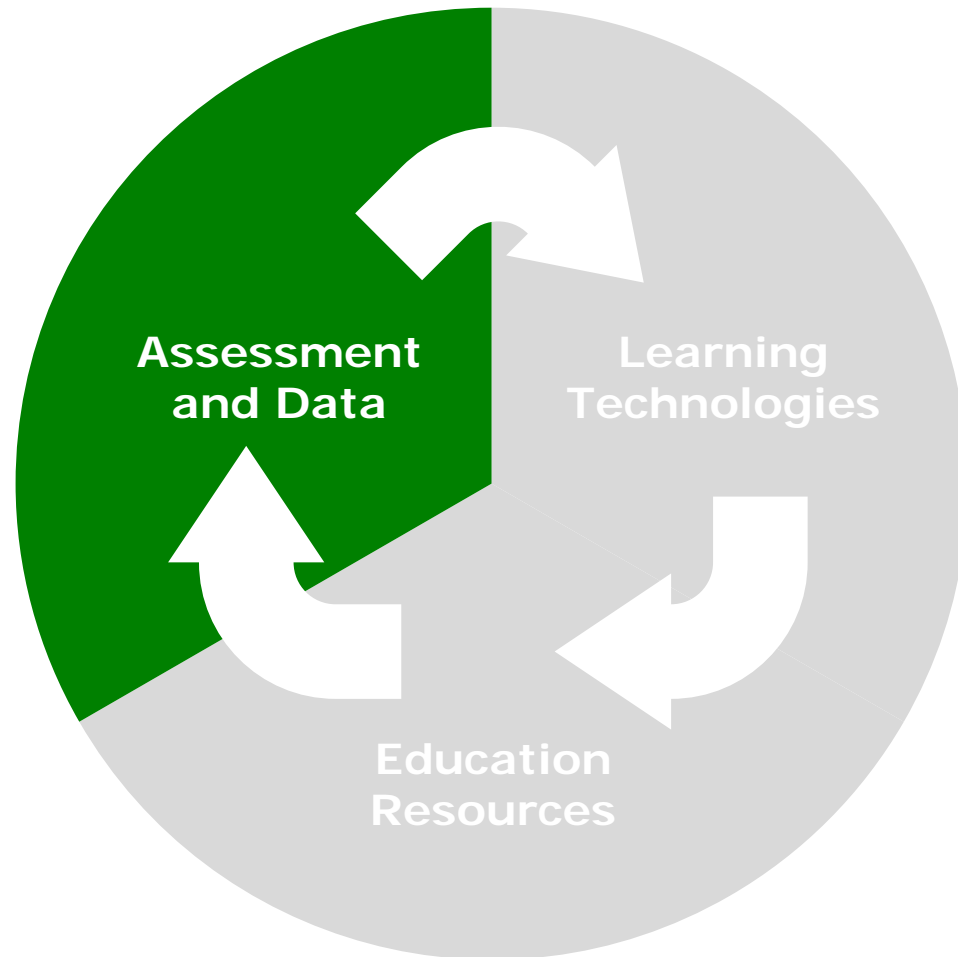 Assessment
and Data
Learning
Technologies
Education
Resources